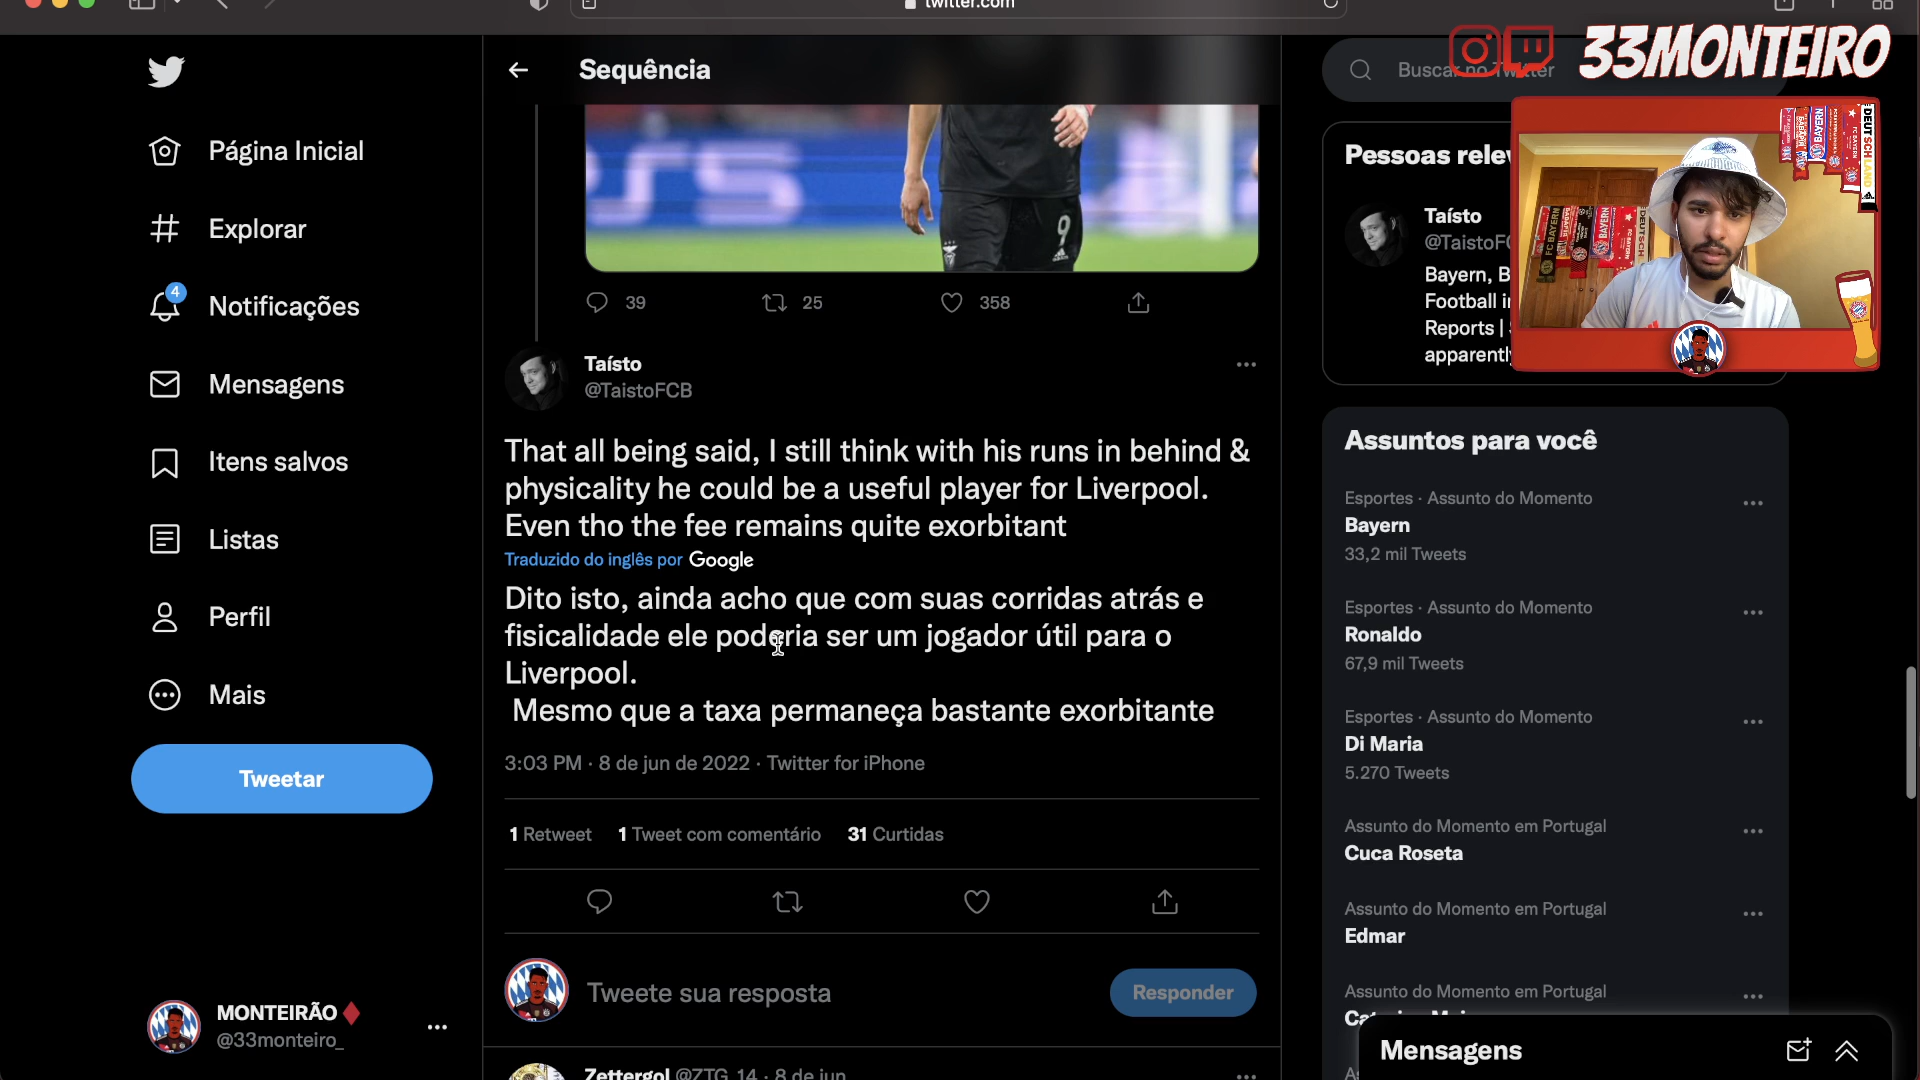 twitter.com
33MONTEIRO
Sequência
Buscar no Twitter
Página Inicial
Explorar
4
Notificações
Mensagens
Itens salvos
Listas
Perfil
Mais
Tweetar
MONTEIRÃO
@33monteiro_
9
39
25
358
Taísto
@TaistoFCB
That all being said, I still think with his runs in behind &
physicality he could be a useful player for Liverpool.
Even tho the fee remains quite exorbitant
Traduzido do inglês por Google
Dito isto, ainda acho que com suas corridas atrás e
fisicalidade ele poderia ser um jogador útil para o
Liverpool.
Mesmo que a taxa permaneça bastante exorbitante
3:03 PM · 8 de jun de 2022 · Twitter for iPhone
1 Retweet 1 Tweet com comentário 31 Curtidas
Tweete sua resposta
Responder
Zettergol @ZTG_14 · 8 de jun
Pessoas
Taísto
Bayern, B
Football
Reports |
apparently
FC BAYERN
BAYERN
DEUTSCHLAND
BAYERN
Assuntos para você
Esportes · Assunto do Momento
Bayern
33,2 mil Tweets
Esportes · Assunto do Momento
Ronaldo
67,9 mil Tweets
Esportes · Assunto do Momento
Di Maria
5.270 Tweets
Assunto do Momento em Portugal
Cuca Roseta
Assunto do Momento em Portugal
Edmar
Assunto do Momento em Portugal
Mensagens